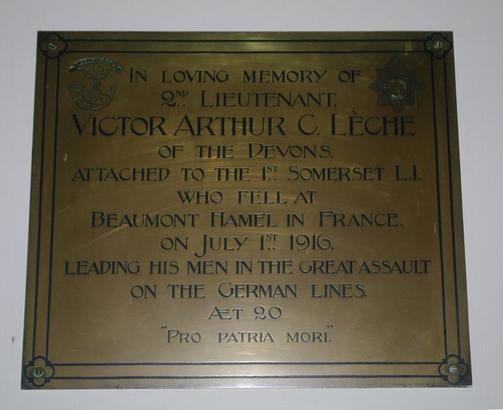 In loving memory of
2nd Lieutenant,
Victor Arthur C. Lèche
of the Devons,
attached to the 1st Somerset L.I.
who fell at
Beaumont Hamel in France,
on July 1st 1916,
leading his men in the great assault
on the German lines.
Æt 20
"Pro patria mori."